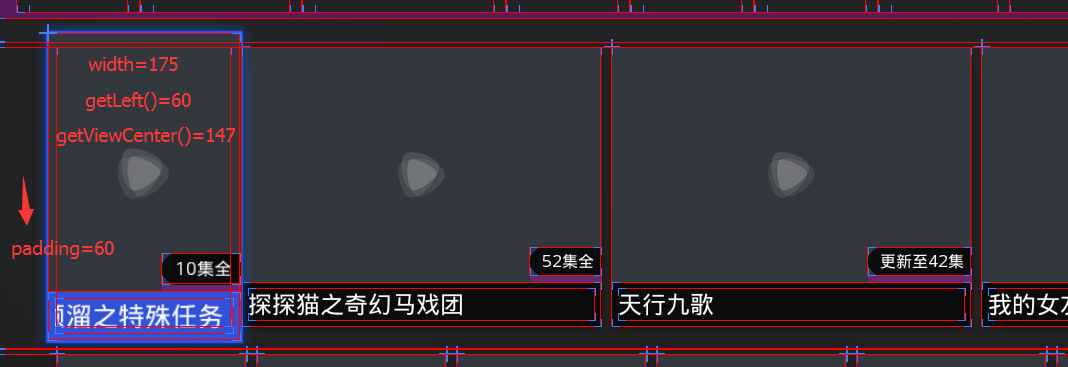 width=175
getLeft()=60
getViewCenter()=147
padding=60
10集全
52集全
更新至42集
溜之特殊任务
探探猫之奇幻马戏团
天行九歌
我的女